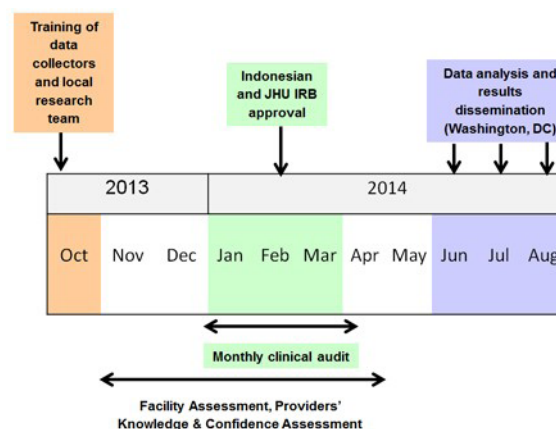 Training of
data
collectors
and local
research
team
Indonesian
and JHU IRB
approval
Data analysis and
results
dissemination
(Washington, DC)
2013 2014
Oct Nov Dec Jan Feb Mar Apr May Jun Jul Aug
Monthly clinical audit
Facility Assessment, Providers'
Knowledge & Confidence Assessment